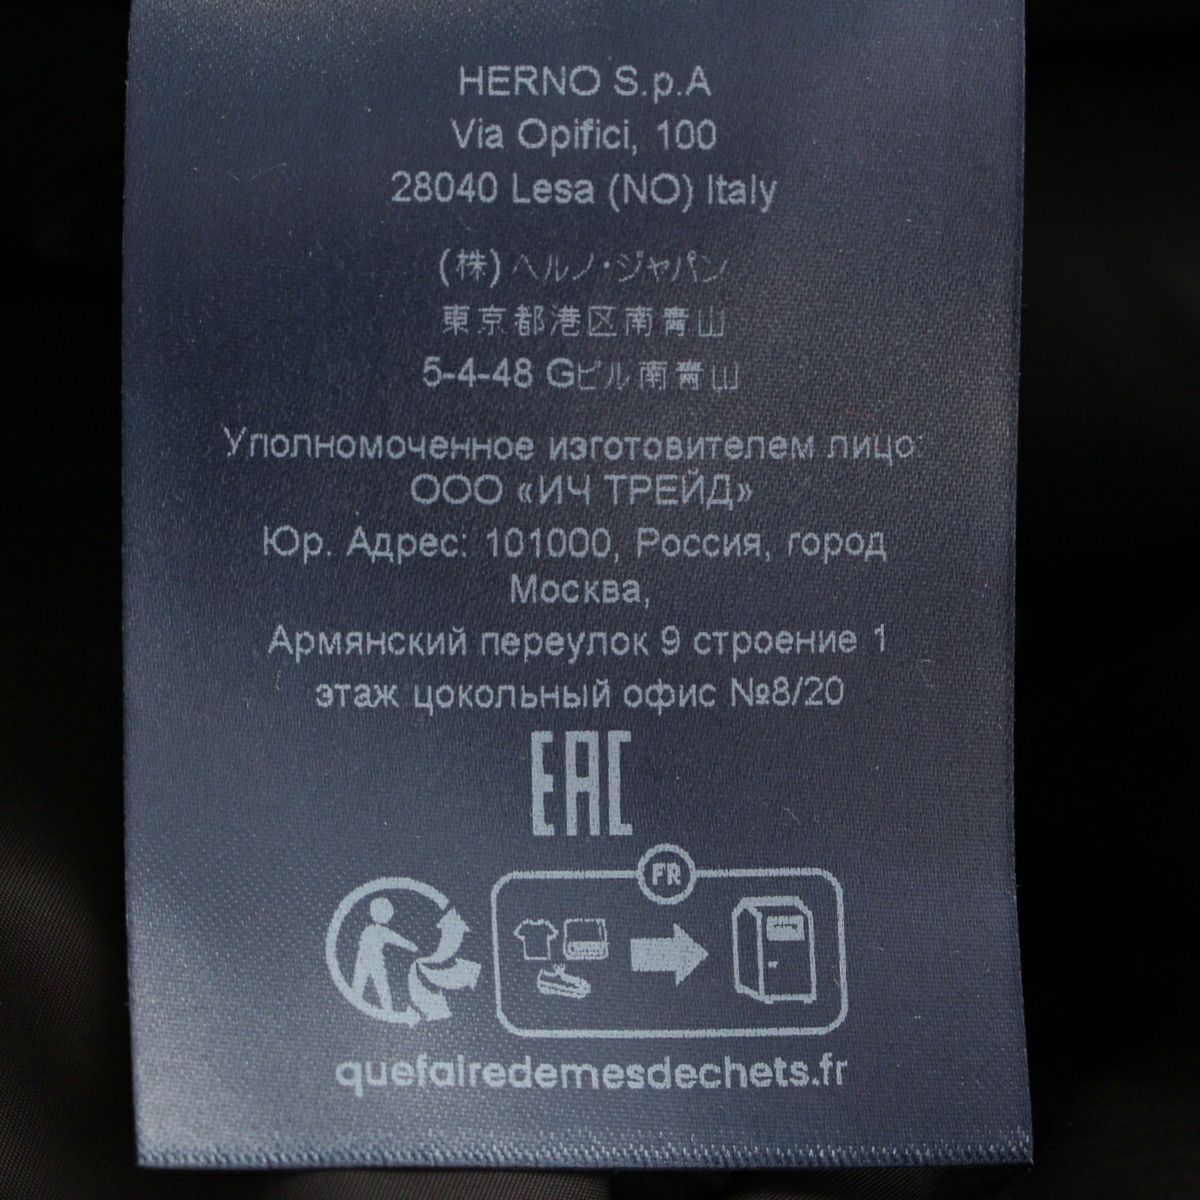 HERNO S.p.A
Via Opifici, 100
28040 Lesa (NO) Italy
(株)ヘルノ・ジャパン
東京都港区南青山
5-4-48 Gビル南青山
Уполномоченное изготовителем лицо:
ООО «ИЧ ТРЕЙД»
Юр. Адрес: 101000, Россия, город
Москва,
Армянский переулок 9 строение 1
этаж цокольный офис №8/20
EAC
FR
quefairedemesdechets.fr